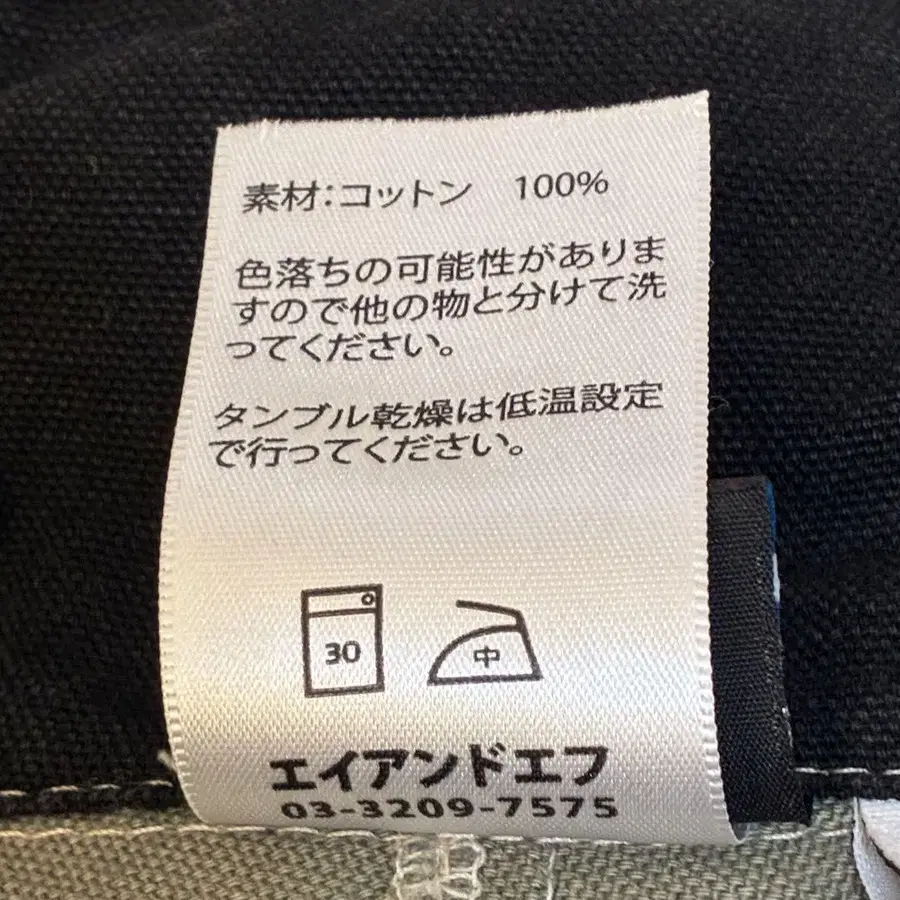 素材：コットン　100%
色落ちの可能性がありま
すので他の物と分けて洗
ってください。
タンブル乾燥は低温設定
で行ってください。
30
中
エイアンドエフ
03-3209-7575